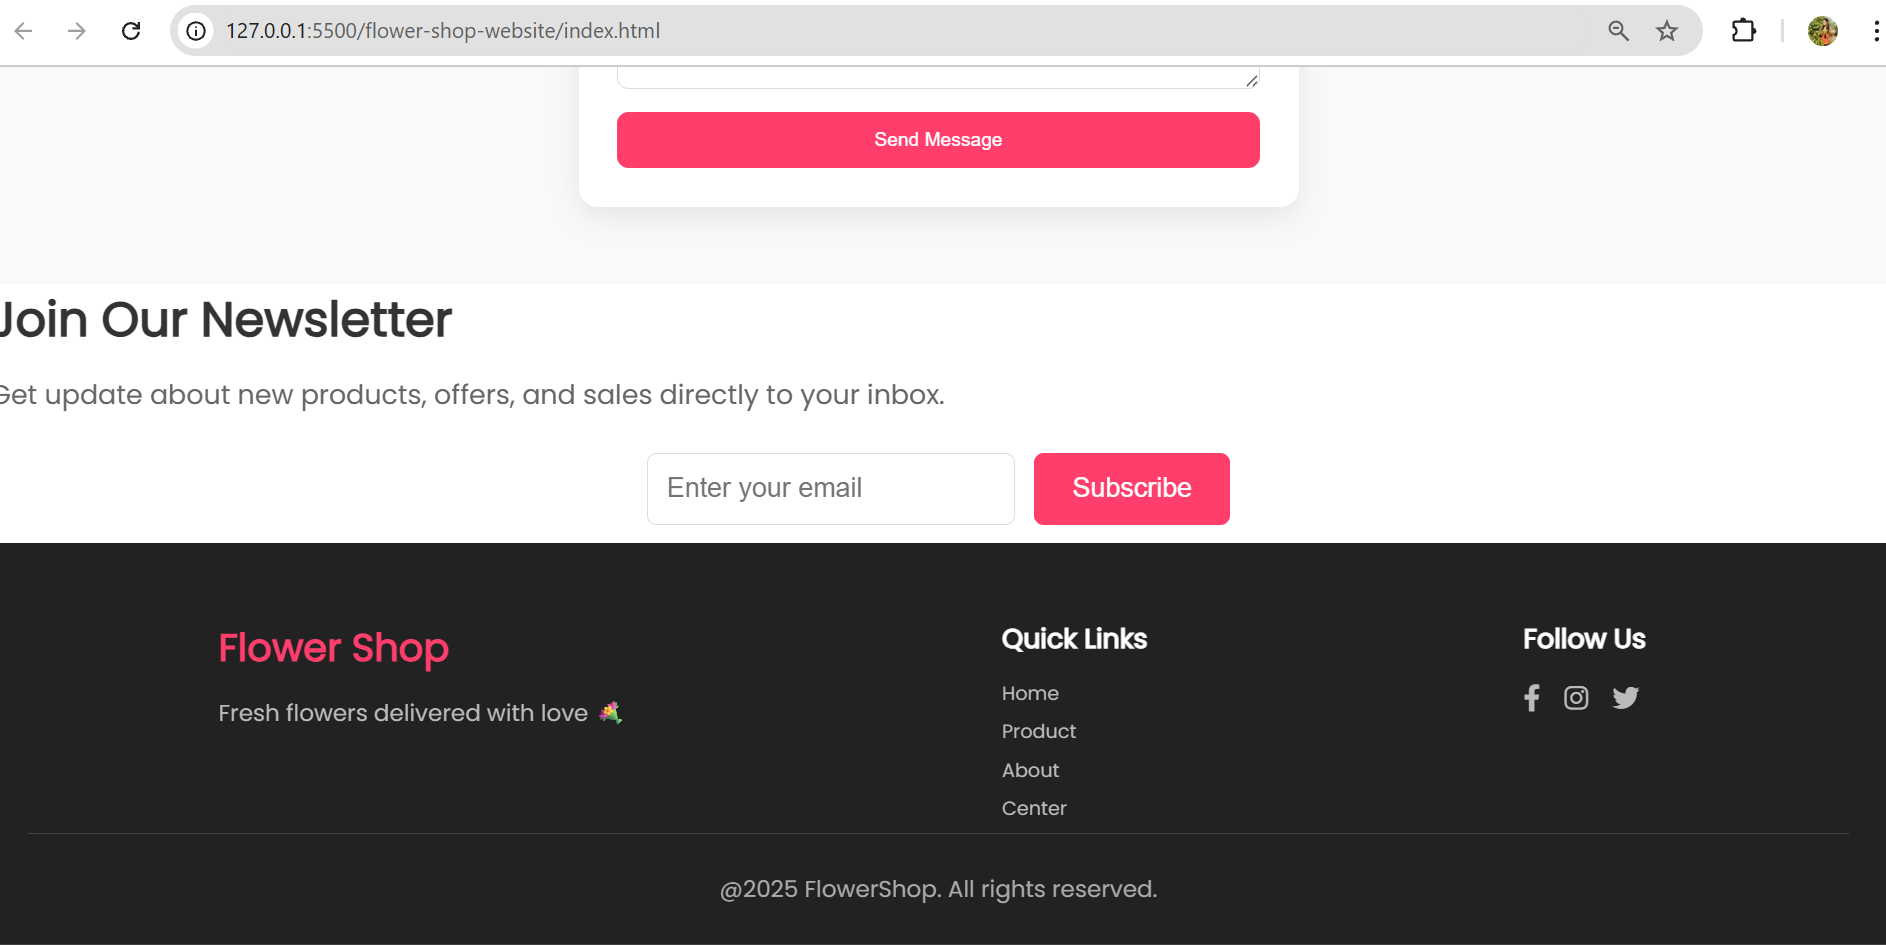 127.0.0.1:5500/flower-shop-website/index.html
Send Message
Join Our Newsletter
Get update about new products, offers, and sales directly to your inbox.
Enter your email
Subscribe
Flower Shop
Fresh flowers delivered with love 💐
Quick Links
Home
Product
About
Center
Follow Us
@2025 FlowerShop. All rights reserved.